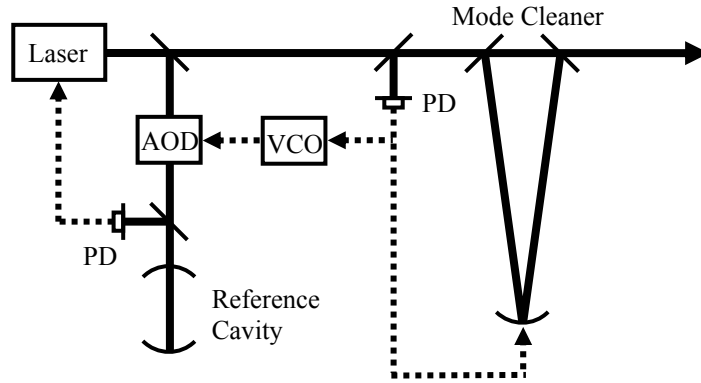 Mode Cleaner
Laser
PD
AOD
VCO
PD
Reference
Cavity